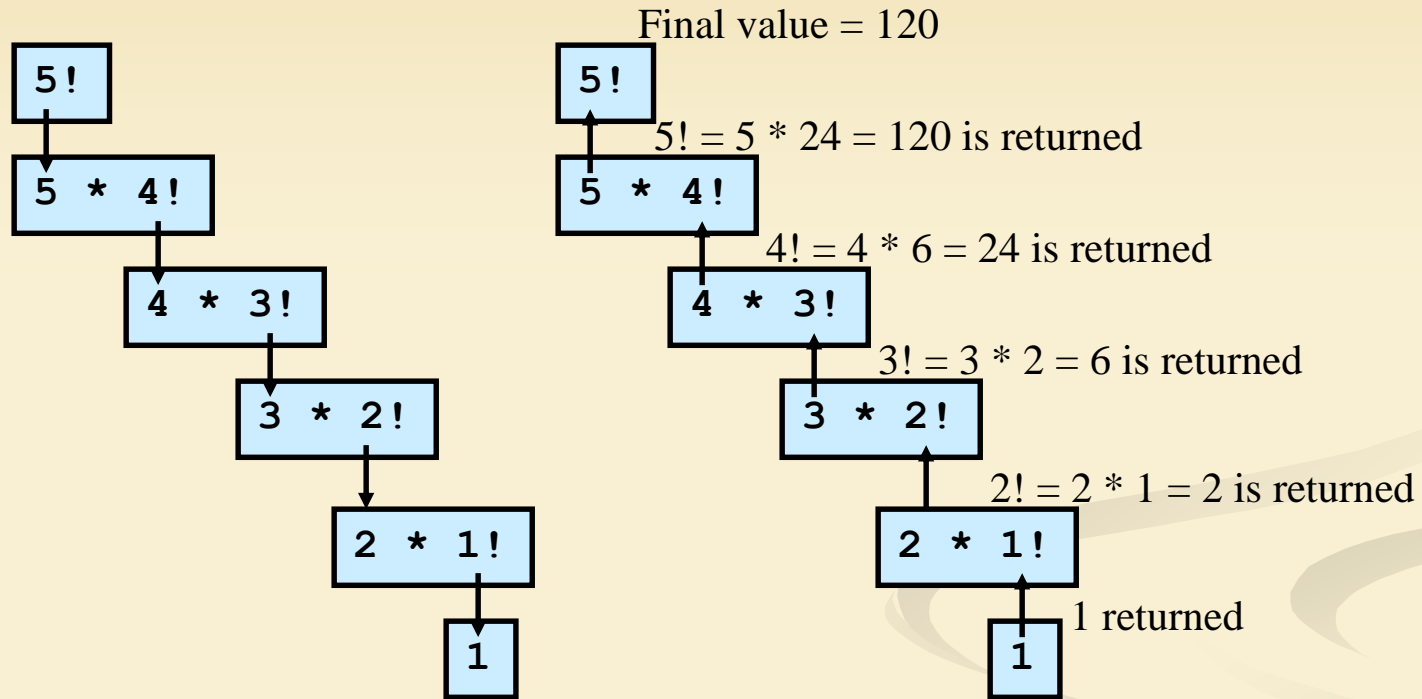 Final value = 120
5!
5!
5! = 5 * 24 = 120 is returned
5 * 4!
5 * 4!
4! = 4 * 6 = 24 is returned
4 * 3!
4 * 3!
3! = 3 * 2 = 6 is returned
3 * 2!
3 * 2!
2! = 2 * 1 = 2 is returned
2 * 1!
2 * 1!
1 returned
1
1